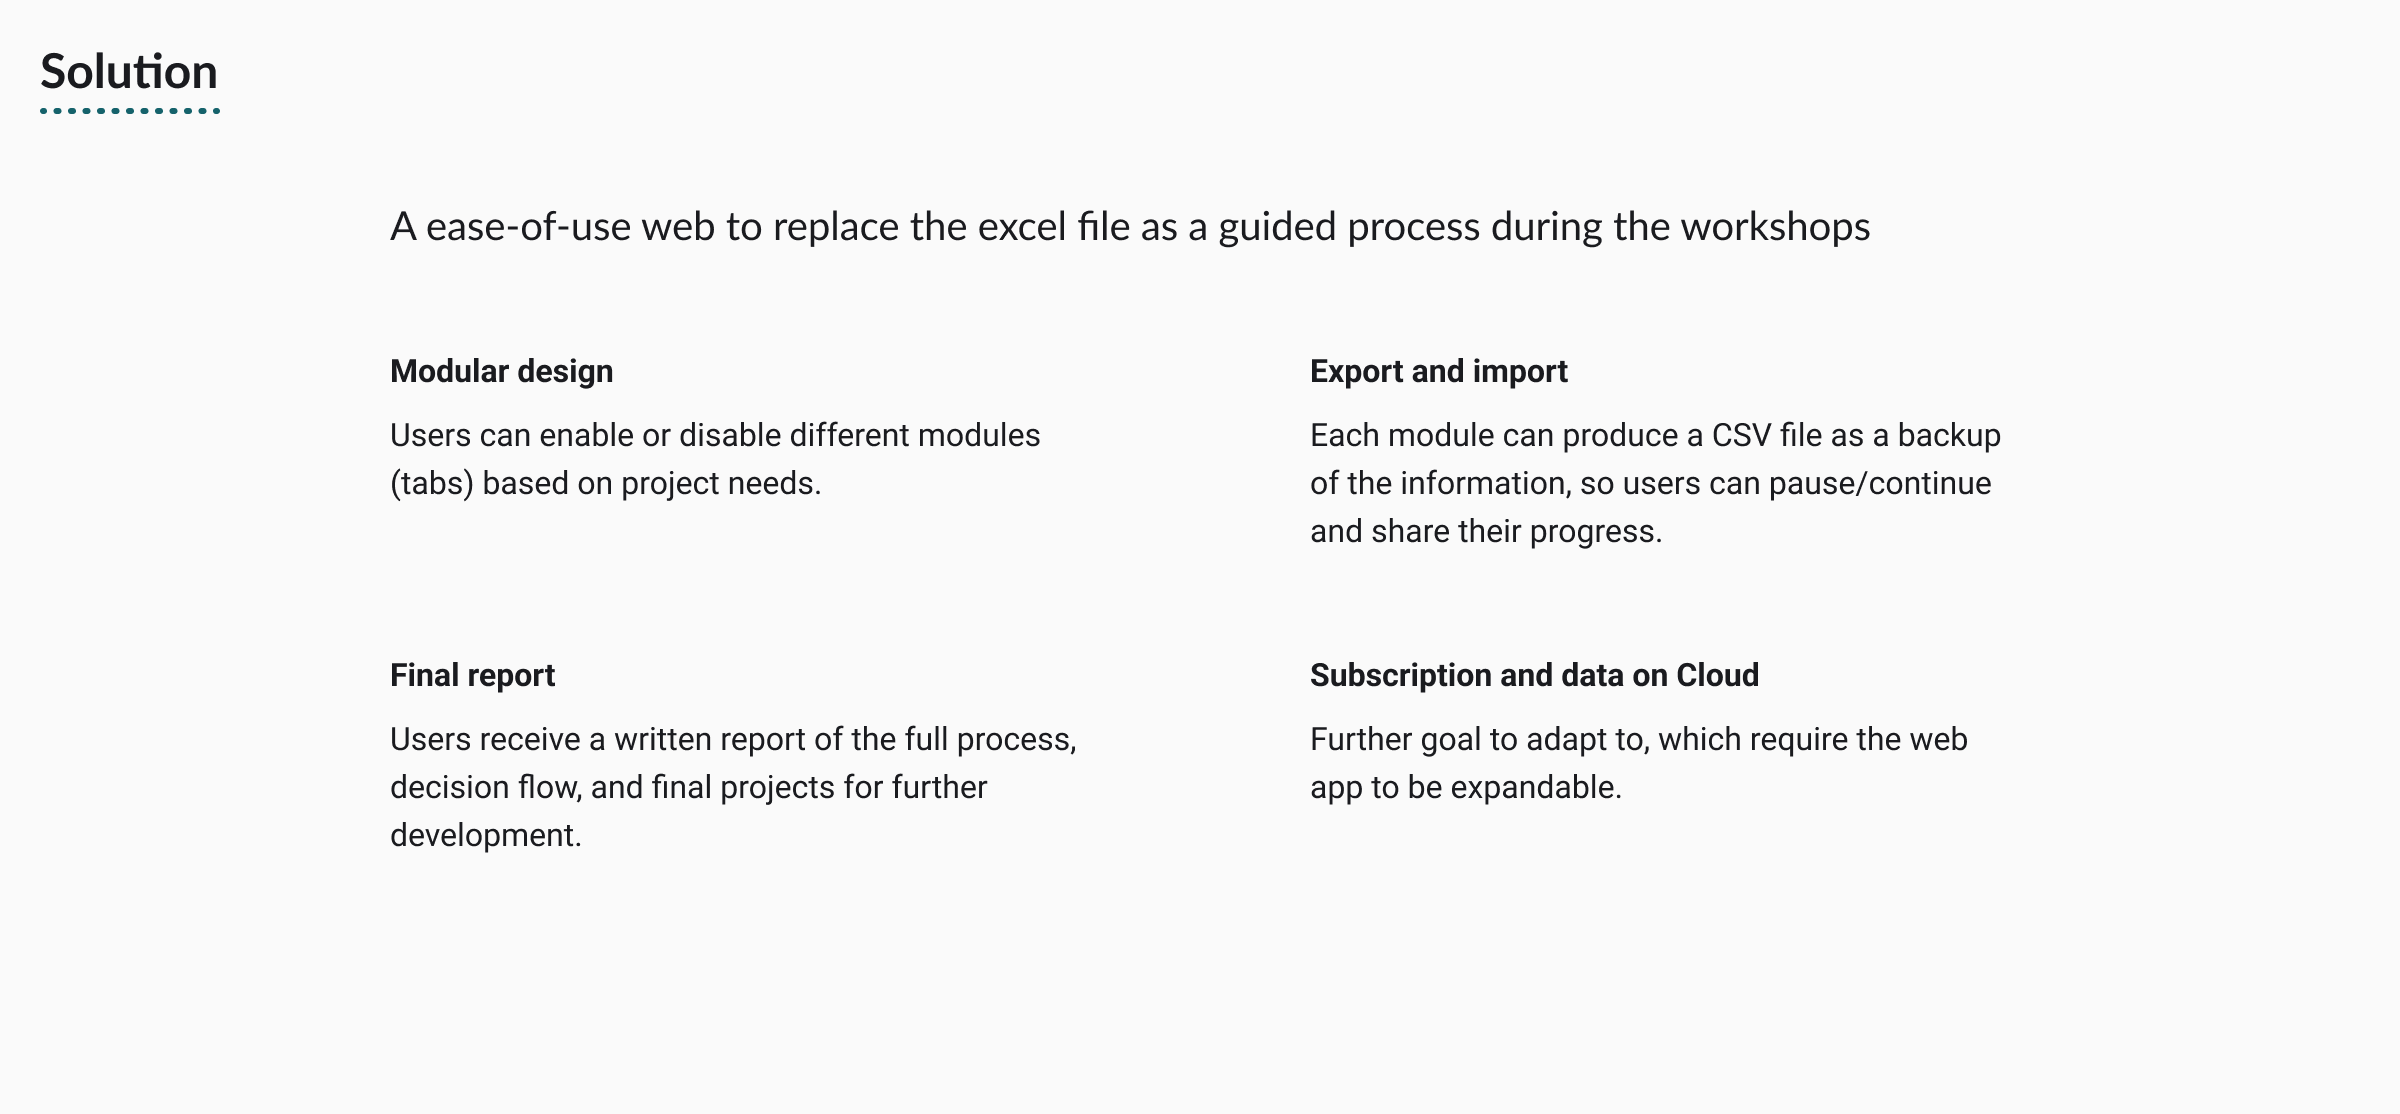 Solution
A ease-of-use web to replace the excel file as a guided process during the workshops
Modular design
Users can enable or disable different modules
(tabs) based on project needs.
Export and import
Each module can produce a CSV file as a backup
of the information, so users can pause/continue
and share their progress.
Final report
Users receive a written report of the full process,
decision flow, and final projects for further
development.
Subscription and data on Cloud
Further goal to adapt to, which require the web
app to be expandable.